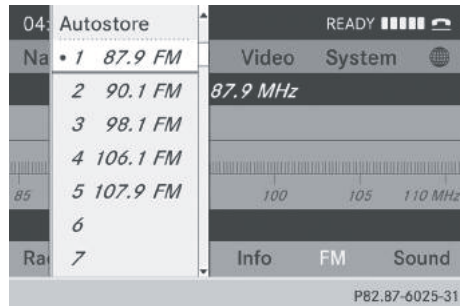 04: Autostore READY
Na • 1 87.9 FM Video System
2 90.1 FM 87.9 MHz
3 98.1 FM
4 106.1 FM
85 5 107.9 FM 100 105 110 MHz
6
Ra 7 Info FM Sound
P82.87-6025-31